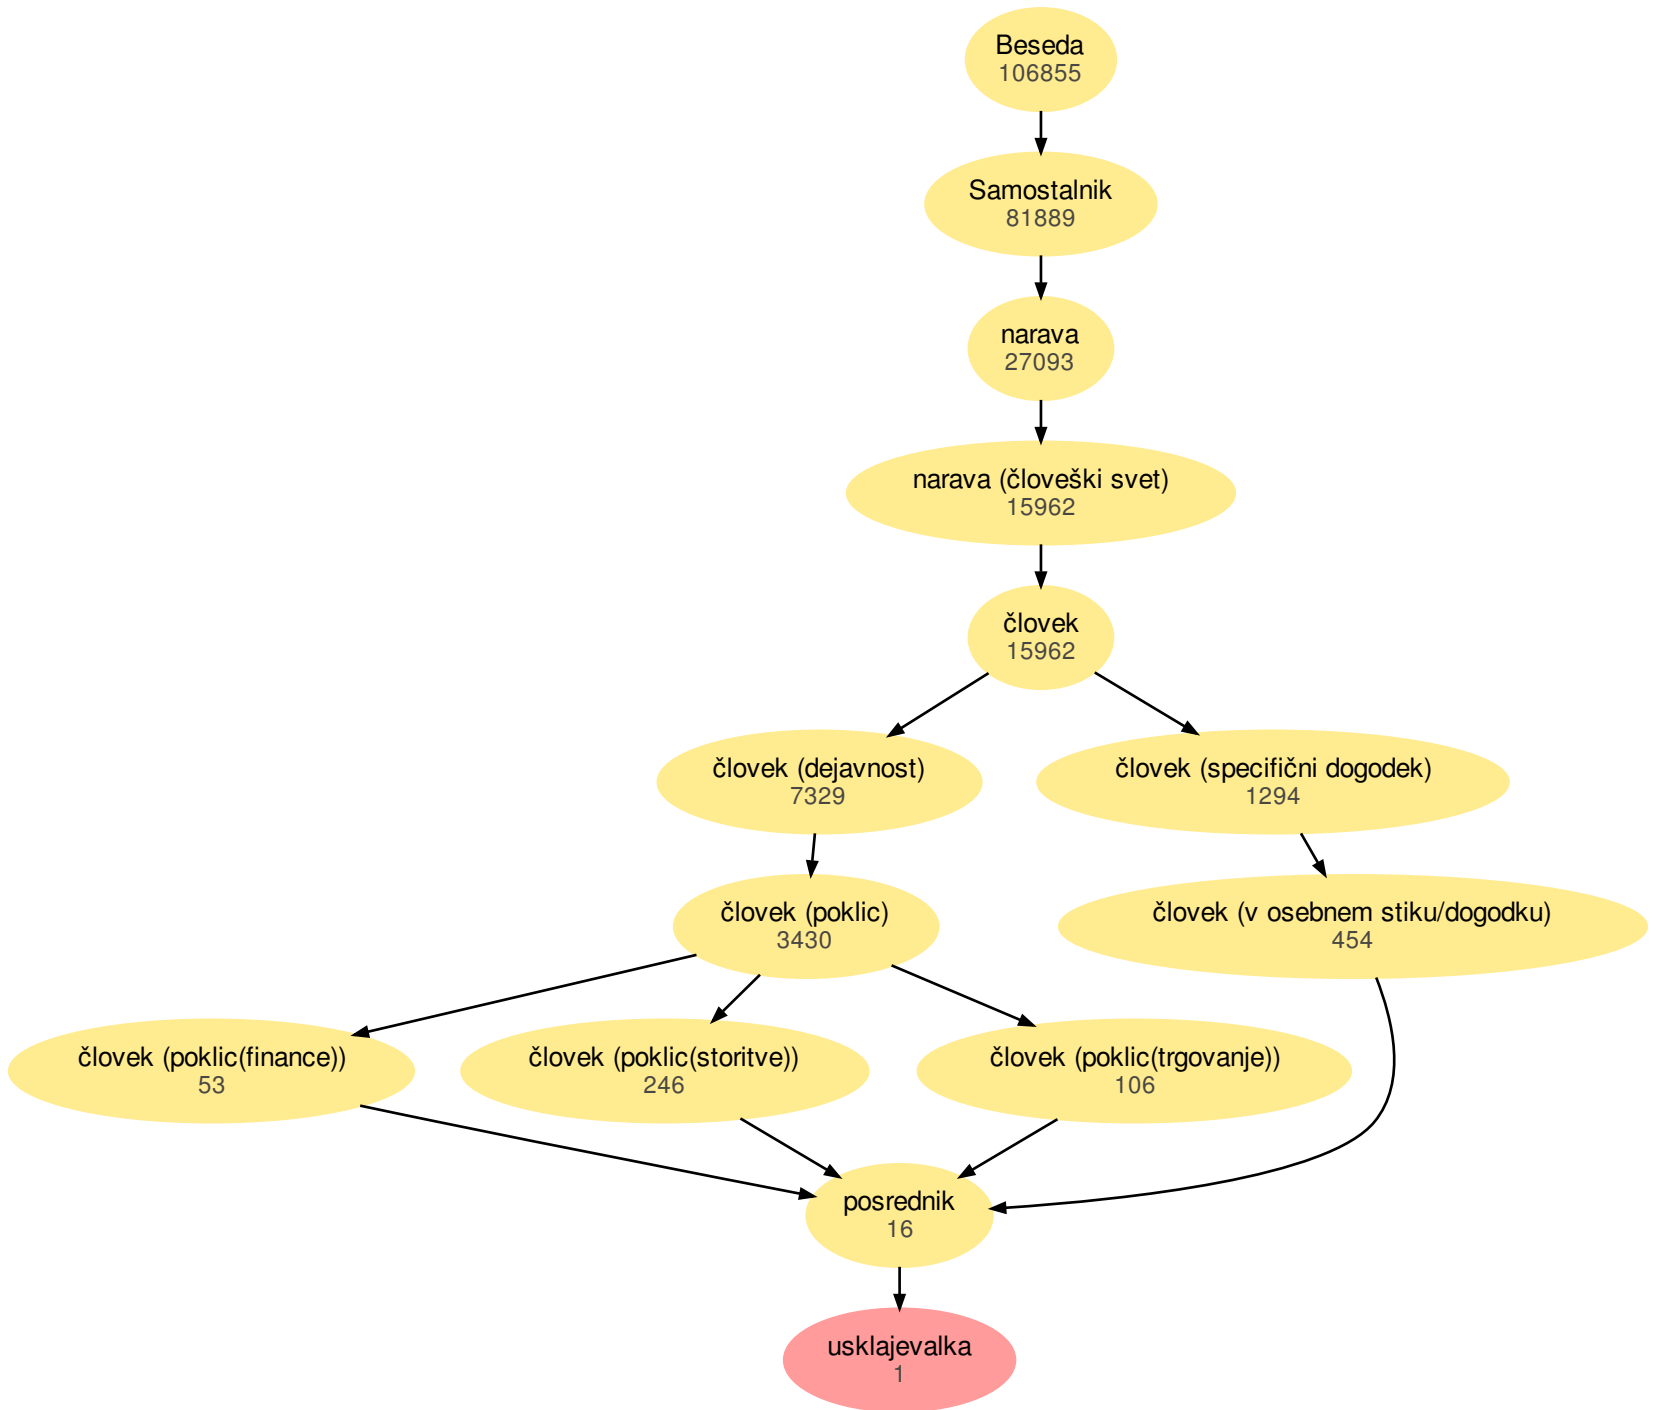 Beseda
106855
Samostalnik
81889
narava
27093
narava (človeški svet)
15962
človek
15962
človek (dejavnost)
7329
človek (specifični dogodek)
1294
človek (poklic)
3430
človek (v osebnem stiku/dogodku)
454
človek (poklic(finance))
53
človek (poklic(storitve))
246
človek (poklic(trgovanje))
106
posrednik
16
usklajevalka
1